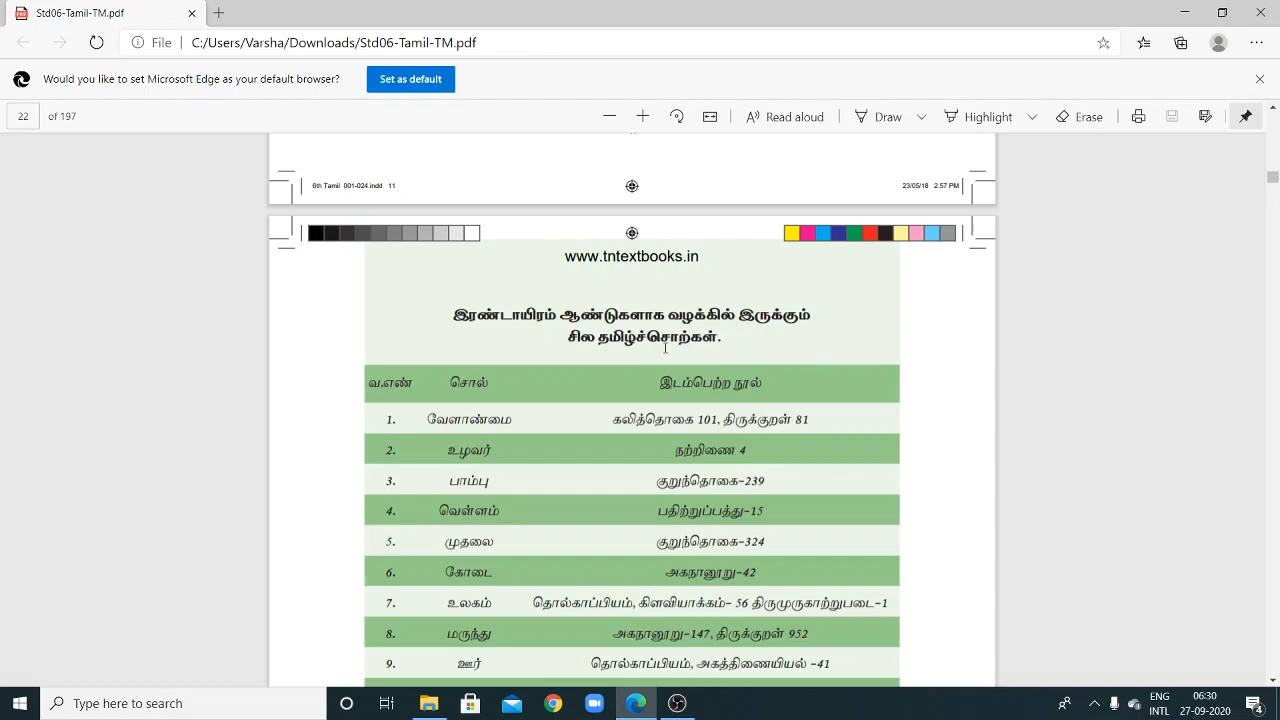 Std06-Tamil-TM.pdf
File C:/Users/Varsha/Downloads/Std06-Tamil-TM.pdf
Would you like to set Microsoft Edge as your default browser? Set as default
22 of 197 Read aloud Draw Highlight Erase
6th Tamil 001-024.indd 11 23/05/18 2:57 PM
www.tntextbooks.in
இரண்டாயிரம் ஆண்டுகளாக வழக்கில் இருக்கும்
சில தமிழ்ச்சொற்கள்.
வ.எண் சொல் இடம்பெற்ற நூல்
1. வேளாண்மை கலித்தொகை 101, திருக்குறள் 81
2. உழவர் நற்றிணை 4
3. பாம்பு குறுந்தொகை-239
4. வெள்ளம் பதிற்றுப்பத்து-15
5. முதலை குறுந்தொகை-324
6. கோடை அகநானூறு-42
7. உலகம் தொல்காப்பியம், கிளவியாக்கம்- 56 திருமுருகாற்றுபடை-1
8. மருந்து அகநானூறு-147, திருக்குறள் 952
9. ஊர் தொல்காப்பியம், அகத்திணையியல் -41
Type here to search ENG 06:30
INTL 27-09-2020